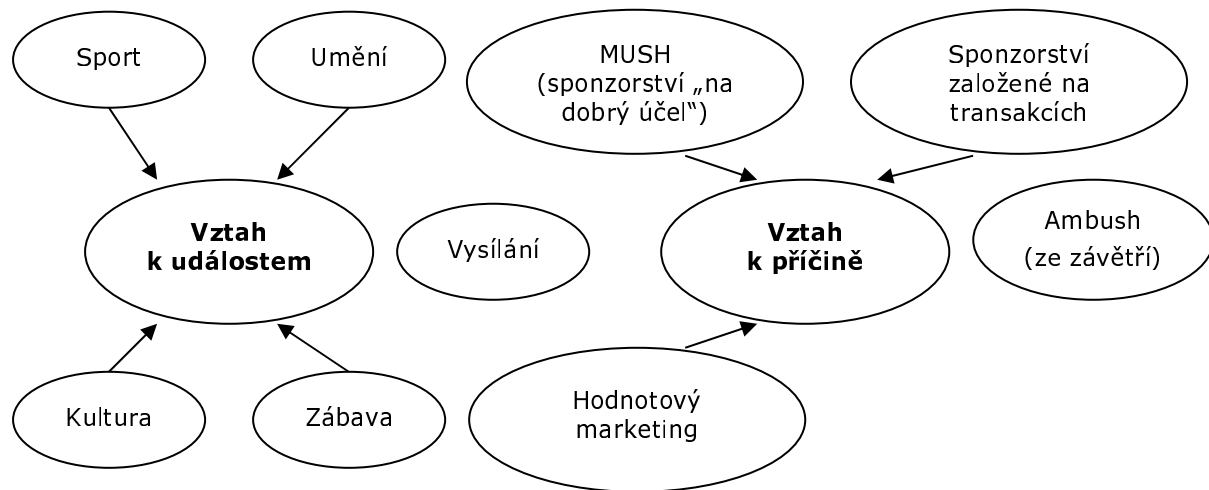 Sport
Umění
MUSH
(sponzorství „na
dobrý účel“)
Sponzorství
založené na
transakcích
Vztah
k událostem
Vysílání
Vztah
k příčině
Ambush
(ze závětří)
Kultura
Zábava
Hodnotový
marketing